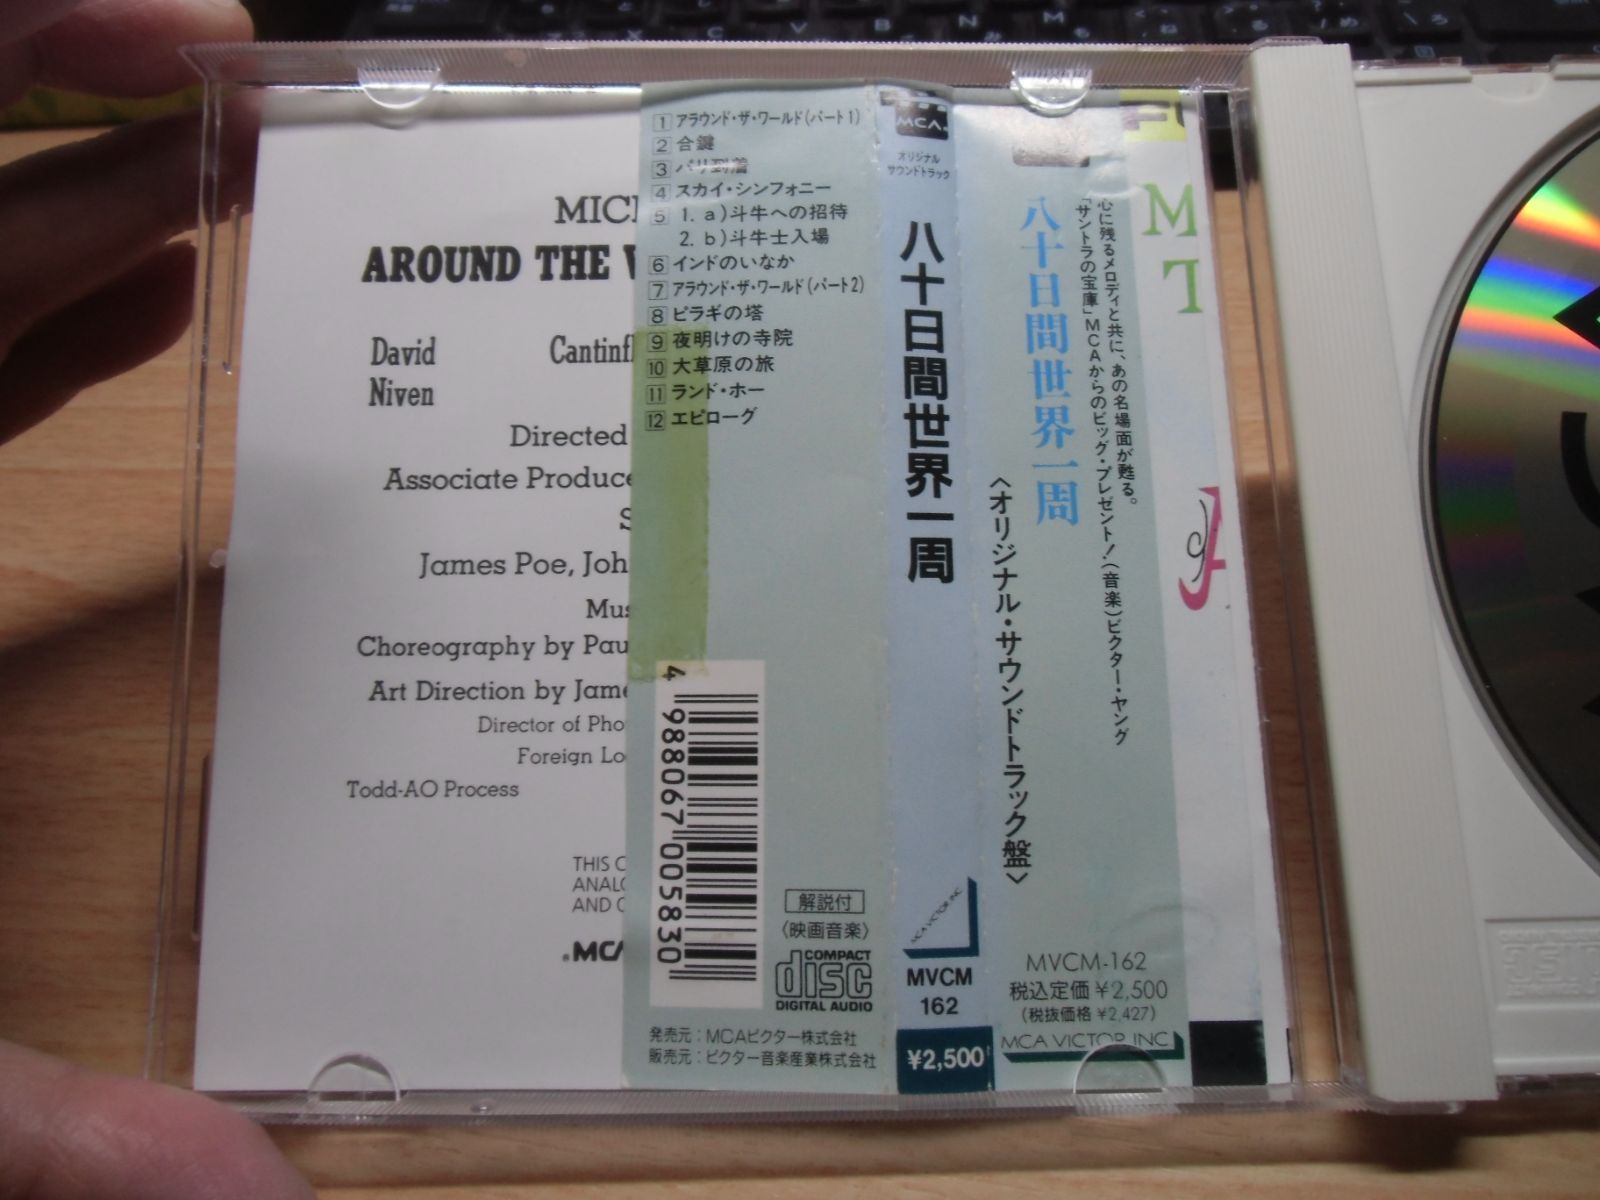 MICH
AROUND THE W
David
Niven
Cantinfl
Directed
Associate Produce
S
James Poe, Joh
Mus
Choreography by Pau
Art Direction by Jame
Director of Pho
Foreign Lo
Todd-AO Process
THIS C
ANALO
AND
MCA
1 アラウンド・ザ・ワールド(パート1)
2 合鍵
3 パリ到着
4 スカイ・シンフォニー
5 1. a)斗牛への招待
2. b)斗牛士入場
6 インドのいなか
7 アラウンド・ザ・ワールド(パート2)
8 ピラギの塔
9 夜明けの寺院
10 大草原の旅
11 ランド・ホー
12 エピローグ
4 988067 005830
解説付
〈映画音楽〉
COMPACT
disc
DIGITAL AUDIO
発売元:MCAビクター株式会社
販売元:ビクター音楽産業株式会社
MCA
オリジナル
サウンドトラック
八十日間世界一周
MCA VICTOR INC
MVCM
162
¥2,500
心に残るメロディと共に、あの名場面が甦る。
「サントラの宝庫」MCAからのビッグ・プレゼント!(音楽)ビクター・ヤング
八十日間世界一周
〈オリジナル・サウンドトラック盤〉
MVCM-162
税込定価¥2,500
(税抜価格¥2,427)
MCA VICTOR INC
M
T